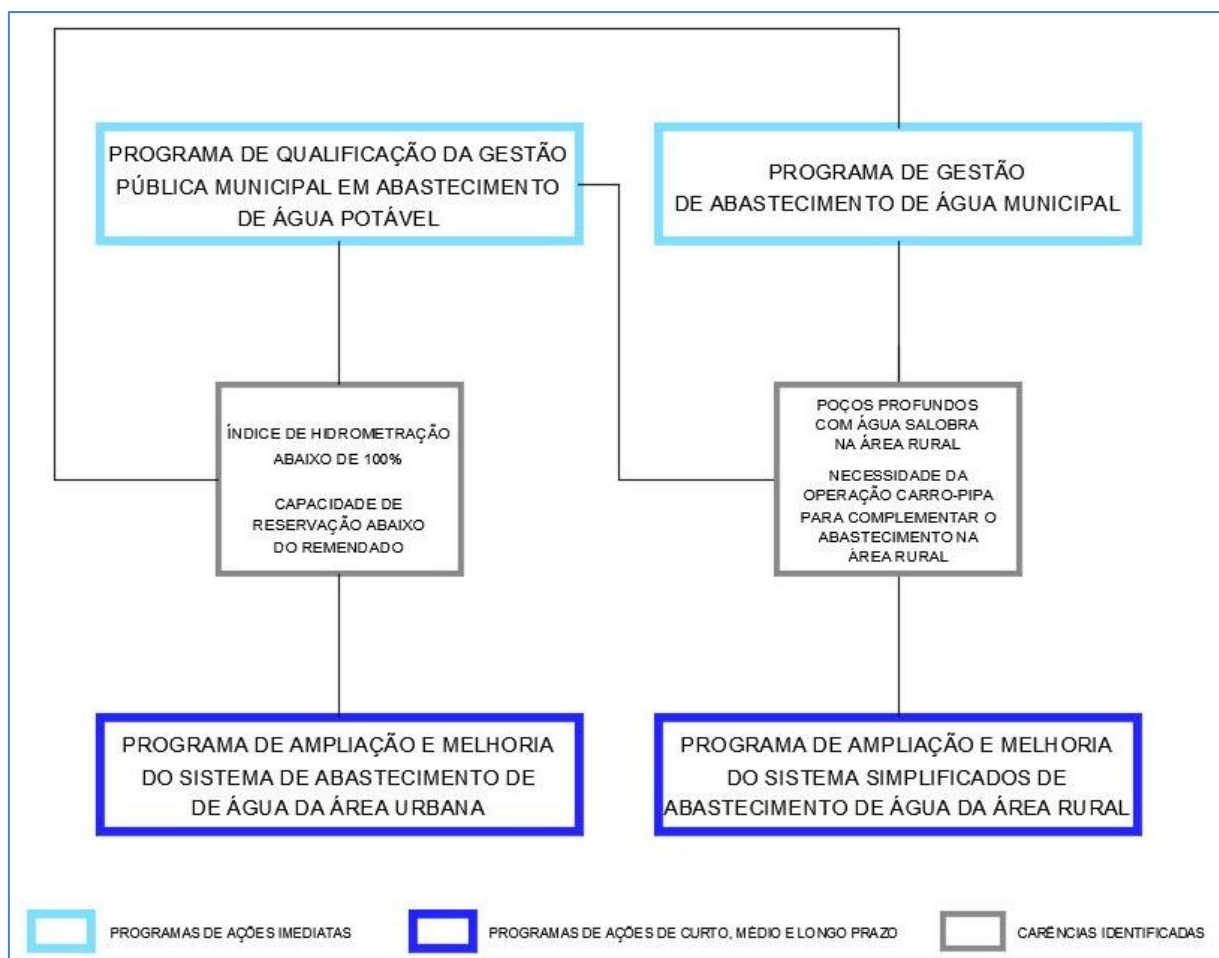 PROGRAMA DE QUALIFICAÇÃO DA GESTÃO
PÚBLICA MUNICIPAL EM ABASTECIMENTO
DE ÁGUA POTÁVEL
PROGRAMA DE GESTÃO
DE ABASTECIMENTO DE ÁGUA MUNICIPAL
ÍNDICE DE HIDROMETRAÇÃO
ABAIXO DE 100%
CAPACIDADE DE
RESERVAÇÃO ABAIXO
DO REMENDADO
POÇOS PROFUNDOS
COM ÁGUA SALOBRA
NA ÁREA RURAL
NECESSIDADE DA
OPERAÇÃO CARRO-PIPA
PARA COMPLEMENTAR O
ABASTECIMENTO NA
ÁREA RURAL
PROGRAMA DE AMPLIAÇÃO E MELHORIA
DO SISTEMA DE ABASTECIMENTO DE
DE ÁGUA DA ÁREA URBANA
PROGRAMA DE AMPLIAÇÃO E MELHORIA
DO SISTEMA SIMPLIFICADOS DE
ABASTECIMENTO DE ÁGUA DA ÁREA RURAL
PROGRAMAS DE AÇÕES IMEDIATAS
PROGRAMAS DE AÇÕES DE CURTO, MÉDIO E LONGO PRAZO
CARÊNCIAS IDENTIFICADAS